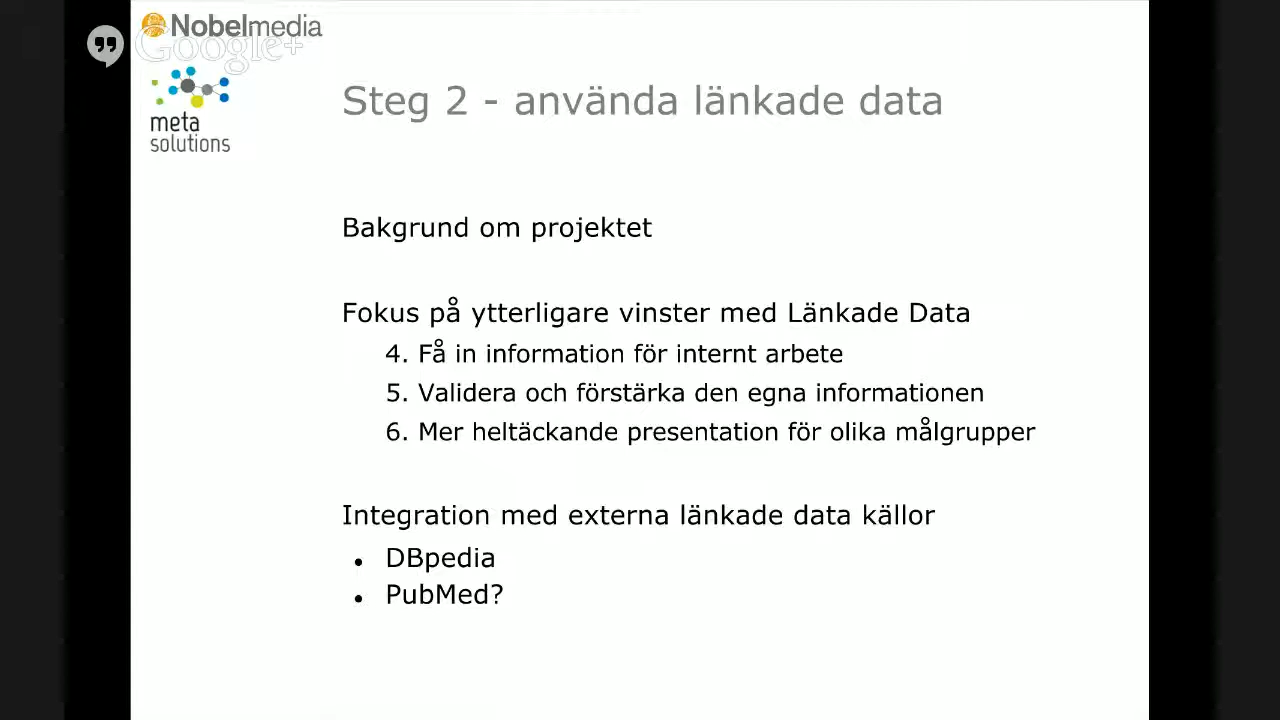 Nobelmedia
Google+
meta
solutions
Steg 2 - använda länkade data
Bakgrund om projektet
Fokus på ytterligare vinster med Länkade Data
4. Få in information för internt arbete
5. Validera och förstärka den egna informationen
6. Mer heltäckande presentation för olika målgrupper
Integration med externa länkade data källor
• DBpedia
• PubMed?